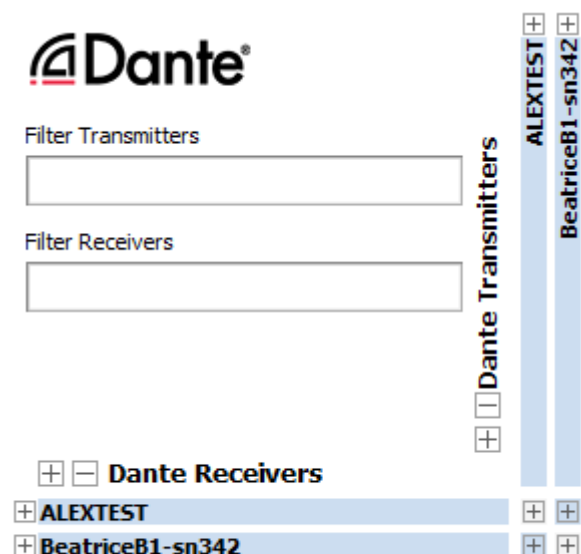 Dante®
Filter Transmitters
Filter Receivers
Dante Transmitters
ALEXTEST
BeatriceB1-sn342
Dante Receivers
ALEXTEST
BeatriceB1-sn342